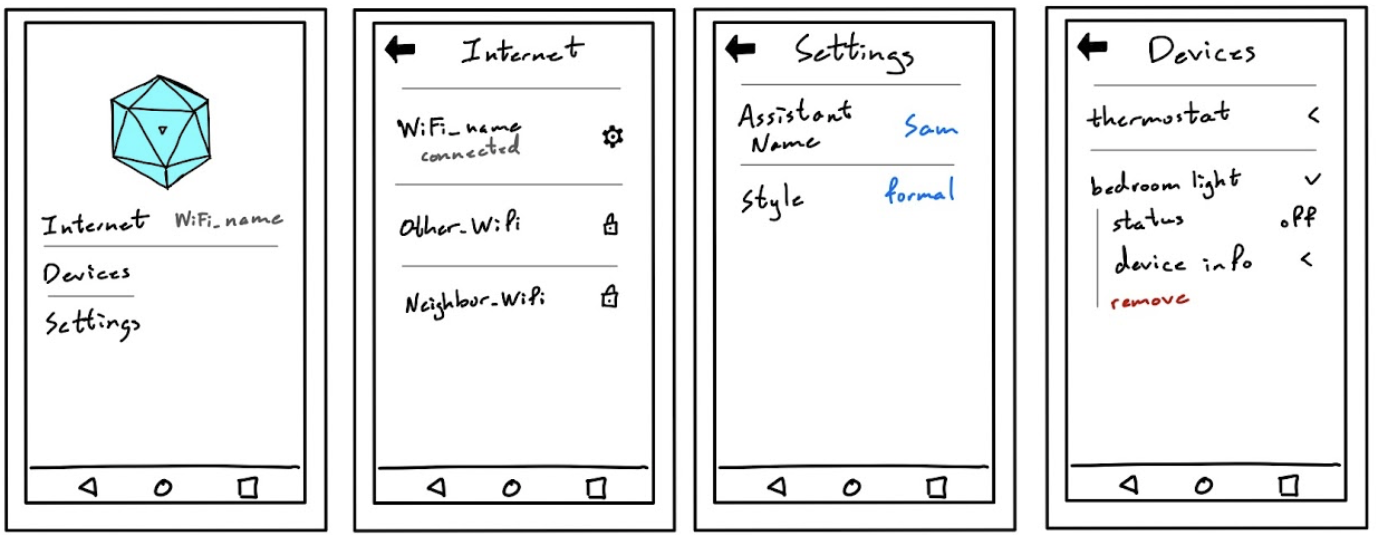 Internet WiFi_name
Devices
Settings
Internet
WiFi_name
connected
Other_Wifi
Neighbor_Wifi
Settings
Assistant
Name
Sam
Style formal
Devices
thermostat
bedroom light
status off
device info
remove